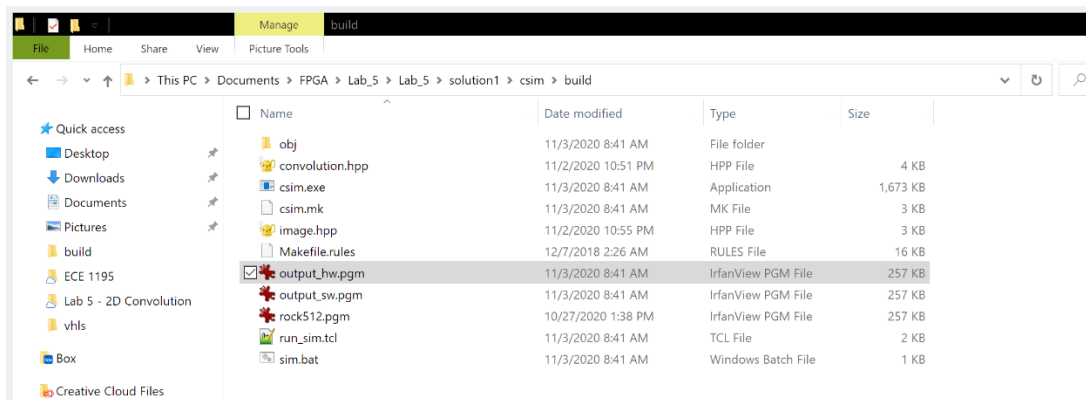 Manage build
File Home Share View Picture Tools
This PC > Documents > FPGA > Lab_5 > Lab_5 > solution1 > csim > build
Name Date modified Type Size
Quick access
Desktop
Downloads
Documents
Pictures
build
ECE 1195
Lab 5 - 2D Convolution
vhls
Box
Creative Cloud Files
obj 11/3/2020 8:41 AM File folder
convolution.hpp 11/2/2020 10:51 PM HPP File 4 KB
csim.exe 11/3/2020 8:41 AM Application 1,673 KB
csim.mk 11/3/2020 8:41 AM MK File 3 KB
image.hpp 11/2/2020 10:55 PM HPP File 3 KB
Makefile.rules 12/7/2018 2:26 AM RULES File 16 KB
output_hw.pgm 11/3/2020 8:41 AM IrfanView PGM File 257 KB
output_sw.pgm 11/3/2020 8:41 AM IrfanView PGM File 257 KB
rock512.pgm 10/27/2020 1:38 PM IrfanView PGM File 257 KB
run_sim.tcl 11/3/2020 8:41 AM TCL File 2 KB
sim.bat 11/3/2020 8:41 AM Windows Batch File 1 KB